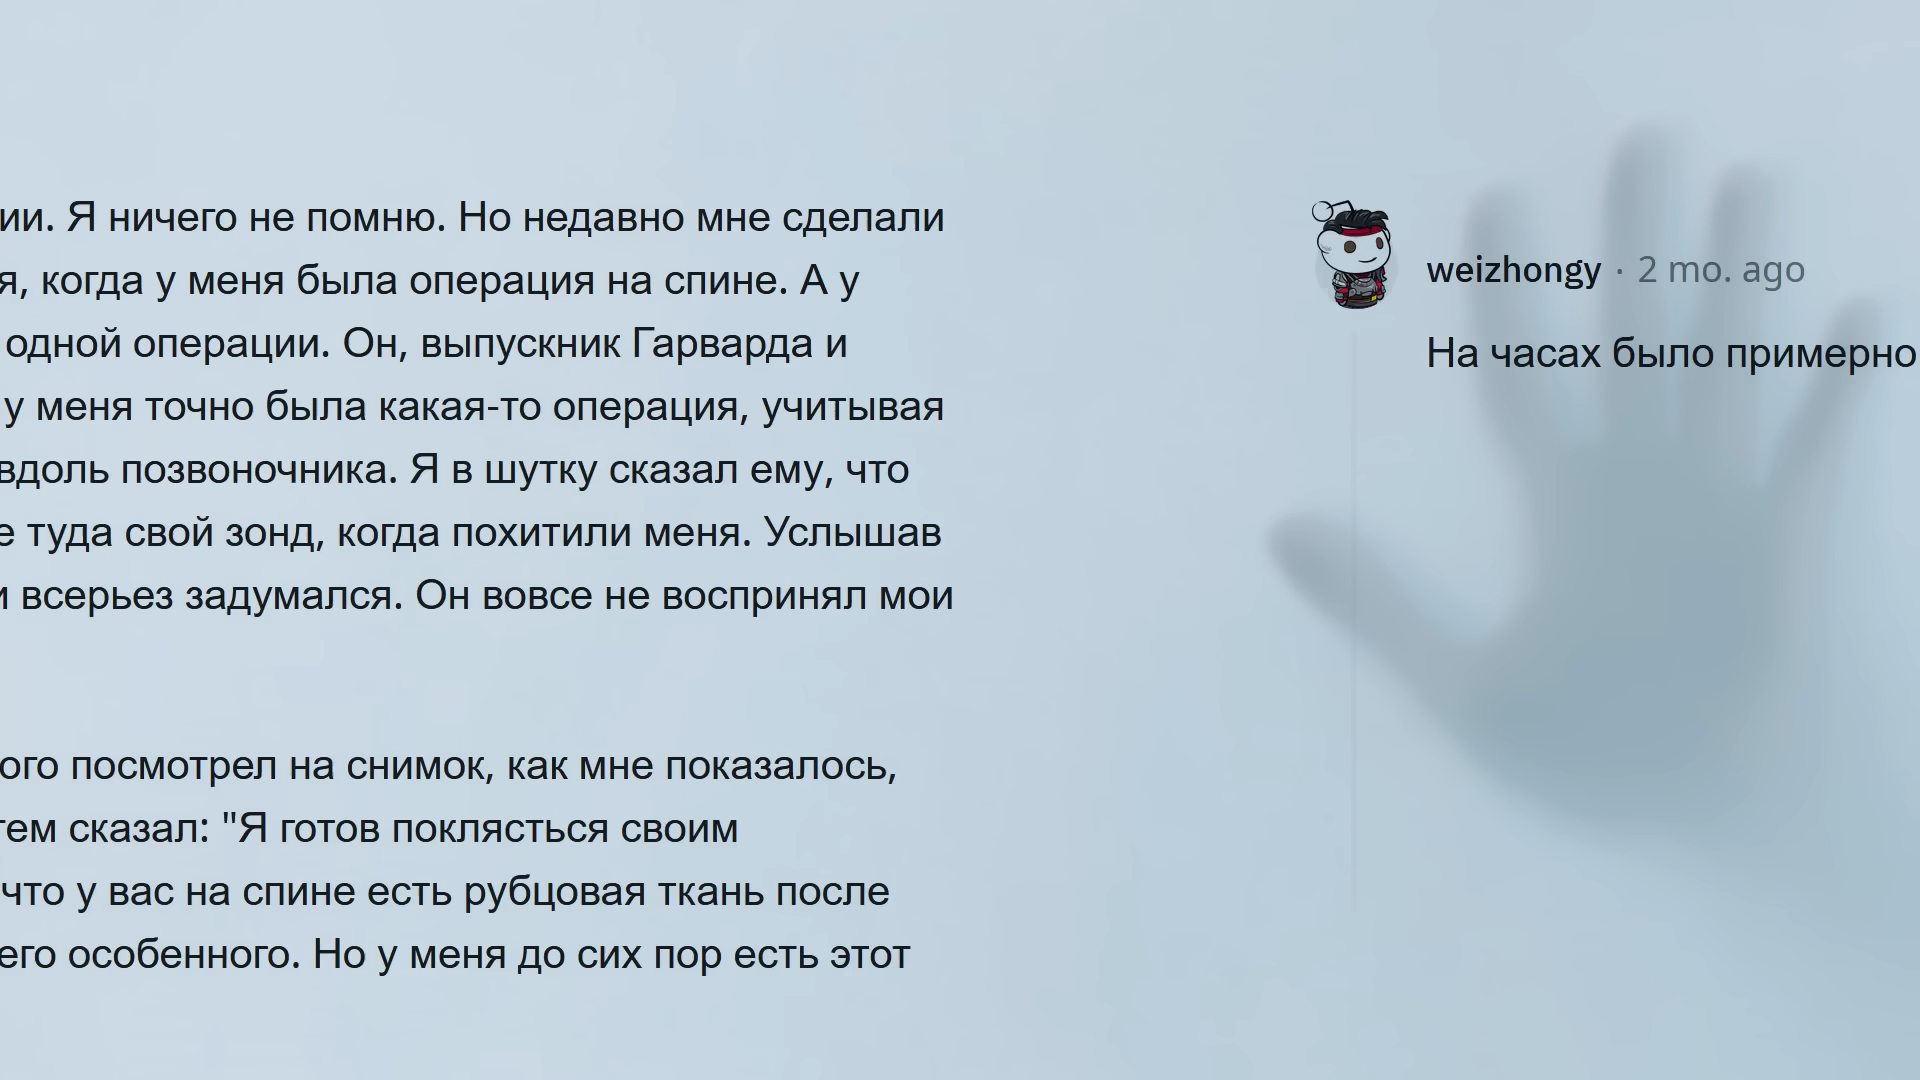 ии. Я ничего не помню. Но недавно мне сделали
я, когда у меня была операция на спине. А у
одной операции. Он, выпускник Гарварда и
у меня точно была какая-то операция, учитывая
вдоль позвоночника. Я в шутку сказал ему, что
е туда свой зонд, когда похитили меня. Услышав
и всерьез задумался. Он вовсе не воспринял мои
ого посмотрел на снимок, как мне показалось,
тем сказал: "Я готов поклясться своим
что у вас на спине есть рубцовая ткань после
его особенного. Но у меня до сих пор есть этот
weizhongy · 2 mo. ago
На часах было примерно